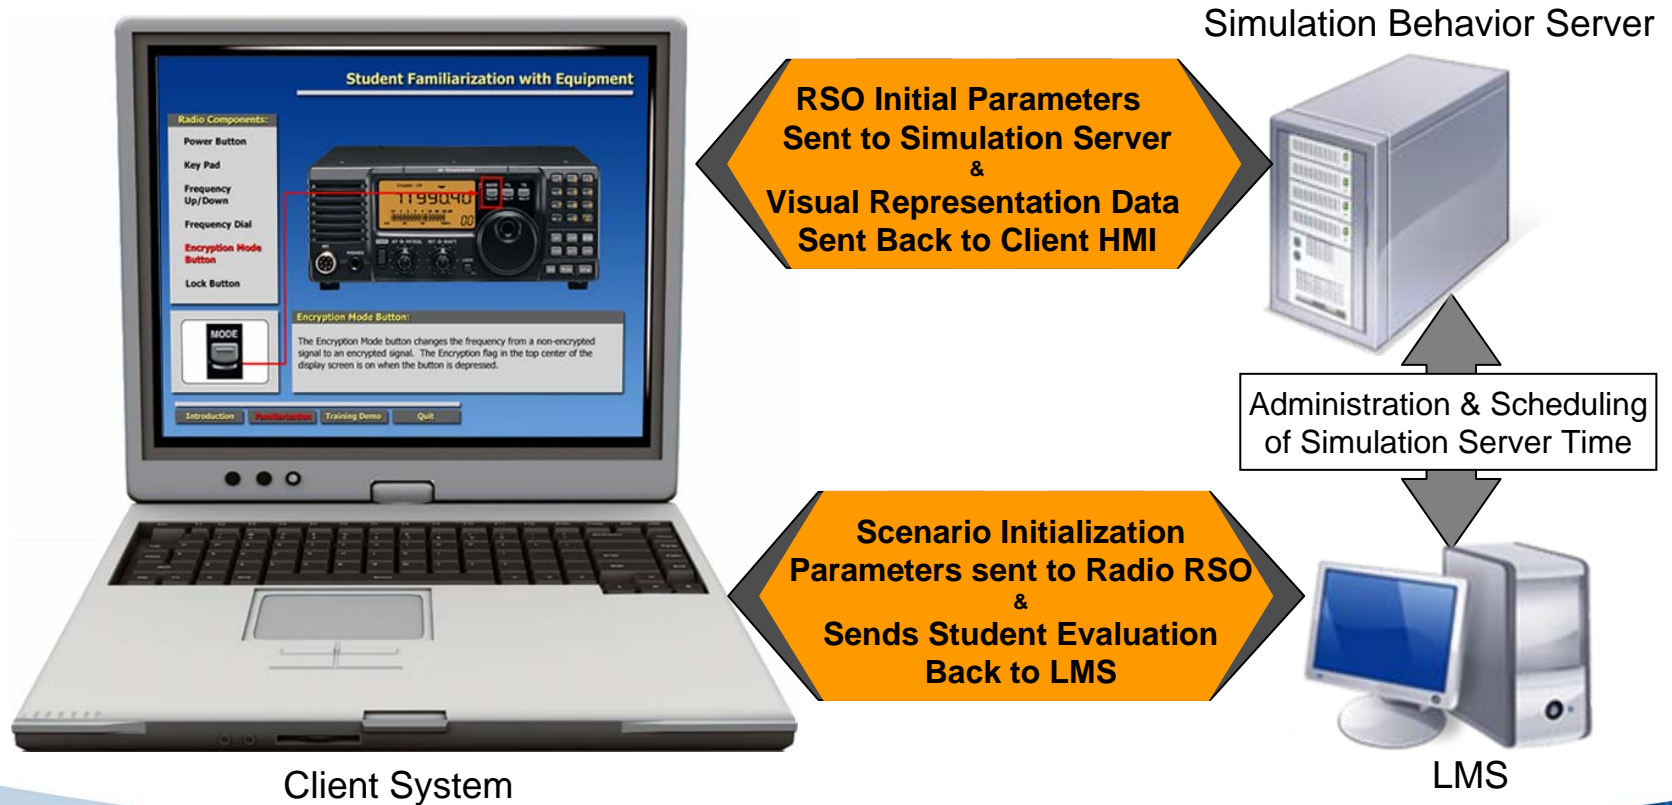 Simulation Behavior Server
Student Familiarization with Equipment
Radio Components:
Power Button
Key Pad
Frequency
Up/Down
Frequency Dial
Encryption Mode
Button
Lock Button
MODE
11990.40
00
MODE
Encryption Mode Button:
The Encryption Mode button changes the frequency from a non-encrypted
signal to an encrypted signal. The Encryption flag in the top center of the
display screen is on when the button is depressed.
Introduction
Familiarization
Training Demo
Quit
RSO Initial Parameters
Sent to Simulation Server
&
Visual Representation Data
Sent Back to Client HMI
Administration & Scheduling
of Simulation Server Time
Scenario Initialization
Parameters sent to Radio RSO
&
Sends Student Evaluation
Back to LMS
Client System
LMS